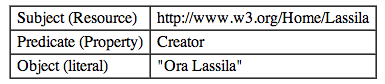 Subject (Resource) http://www.w3.org/Home/Lassila
Predicate (Property) Creator
Object (literal) "Ora Lassila"